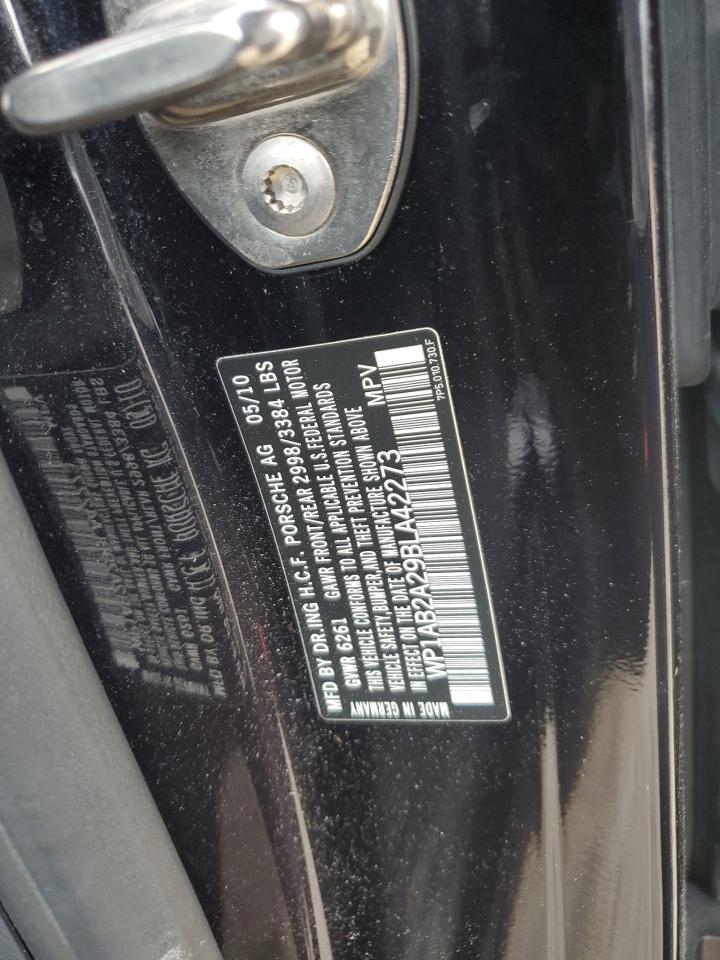 MFD BY DR.ING H.C.F. PORSCHE AG 05/10
GVWR 6261 GAWR FRONT/REAR 2998/3384 LBS
THIS VEHICLE CONFORMS TO ALL APPLICABLE U.S.FEDERAL MOTOR
VEHICLE SAFETY,BUMPER,AND THEFT PREVENTION STANDARDS
IN EFFECT ON THE DATE OF MANUFACTURE SHOWN ABOVE
WP1AB2A29BLA42273 MPV
MADE IN GERMANY
7P5.010.730.F